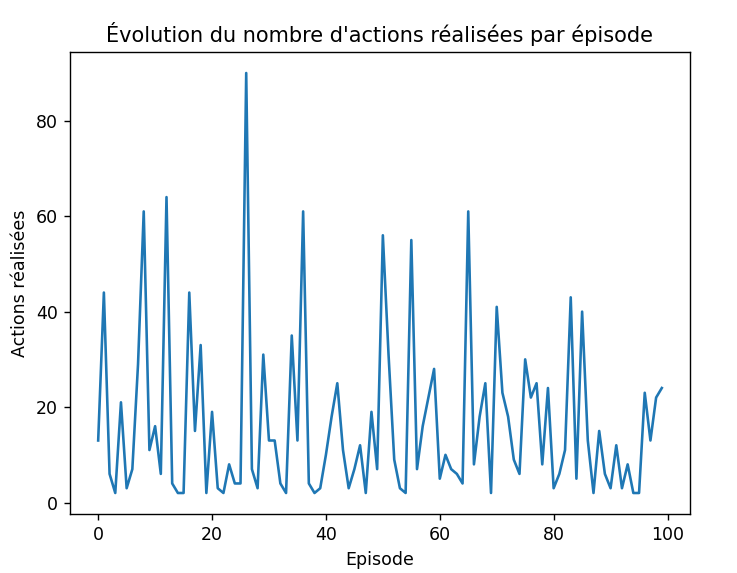 Évolution du nombre d'actions réalisées par épisode
Actions réalisées
80
60
40
20
0
0 20 40 60 80 100
Episode